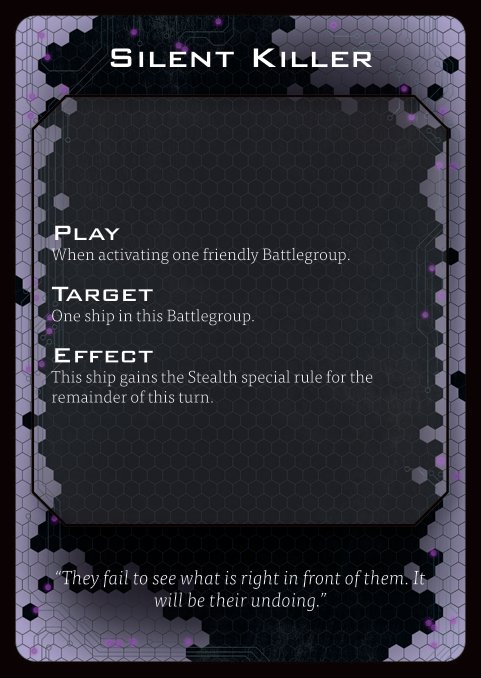 Silent Killer
Play
When activating one friendly Battlegroup.
Target
One ship in this Battlegroup.
Effect
This ship gains the Stealth special rule for the
remainder of this turn.
“They fail to see what is right in front of them. It
will be their undoing.”